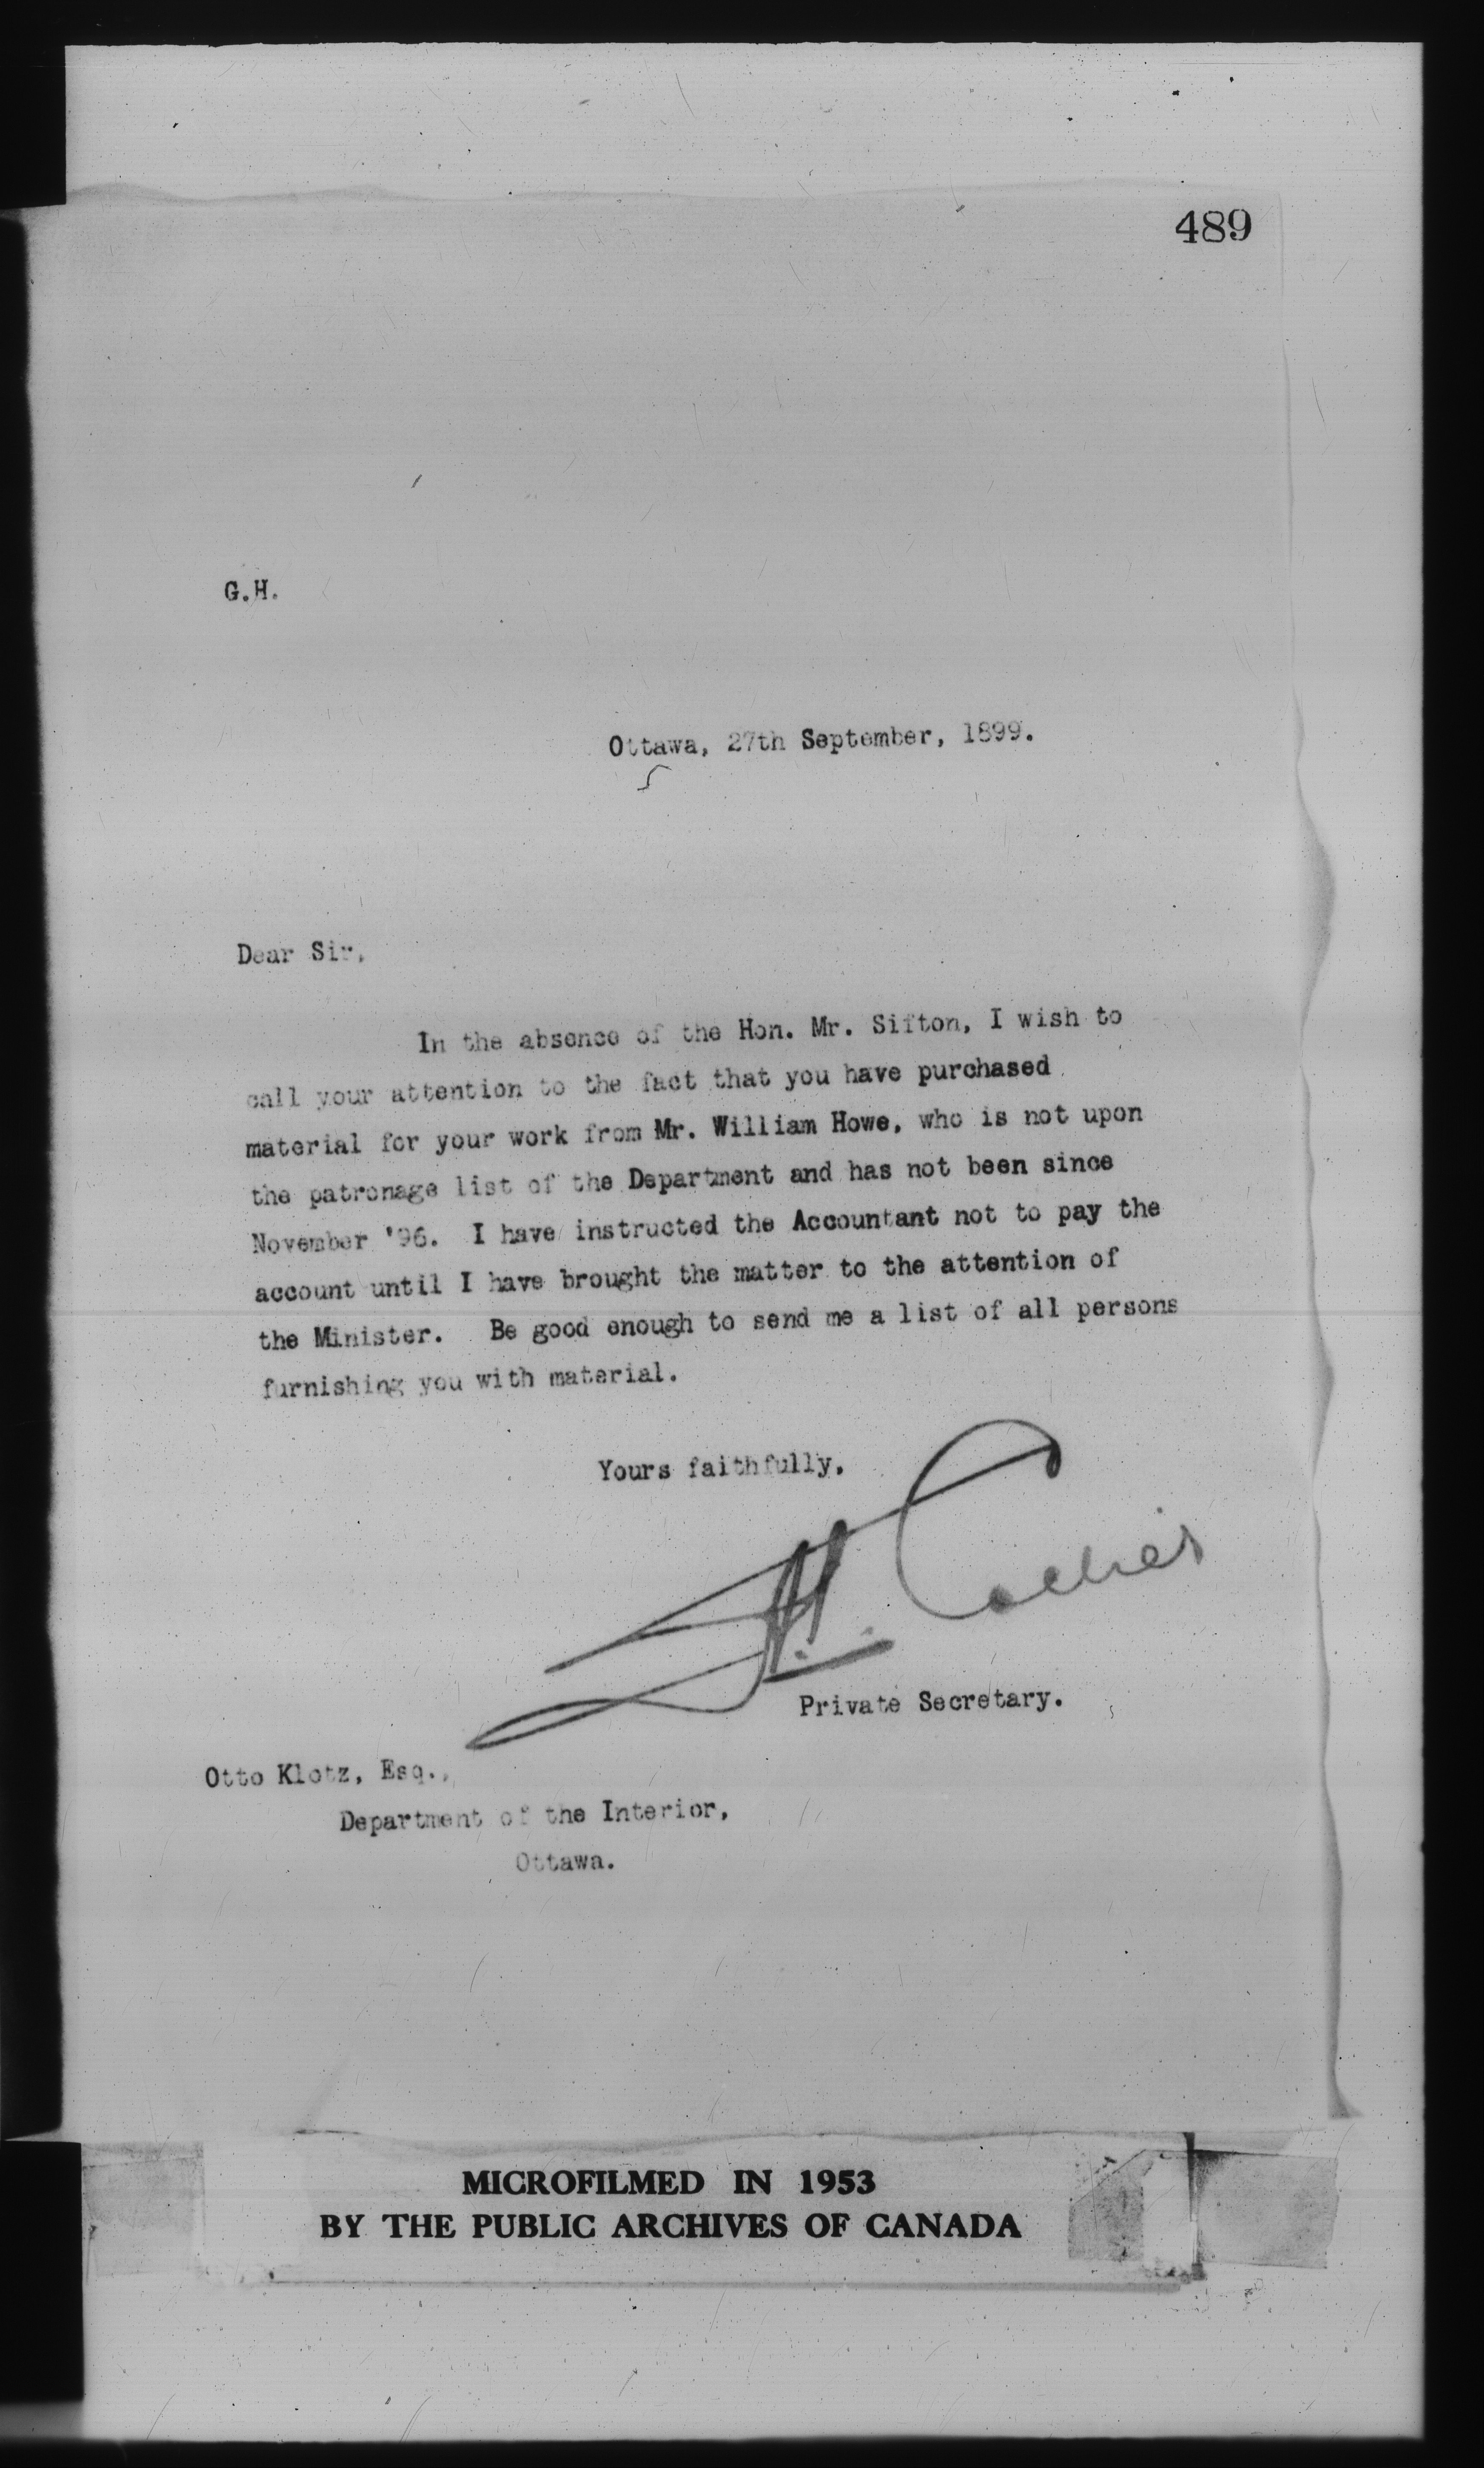 489
G.H.
Ottawa, 27th September, 1899.
Dear Sir,
In the absence of the Hon. Mr. Sifton, I wish to
call your attention to the fact that you have purchased
material for your work from Mr. William Howe, who is not upon
the patronage list of the Department and has not been since
November '96. I have instructed the Accountant not to pay the
account until I have brought the matter to the attention of
the Minister. Be good enough to send me a list of all persons
furnishing you with material.
Yours faithfully,
Private Secretary.
Otto Klotz, Esq.,
Department of the Interior,
Ottawa.
MICROFILMED IN 1953
BY THE PUBLIC ARCHIVES OF CANADA